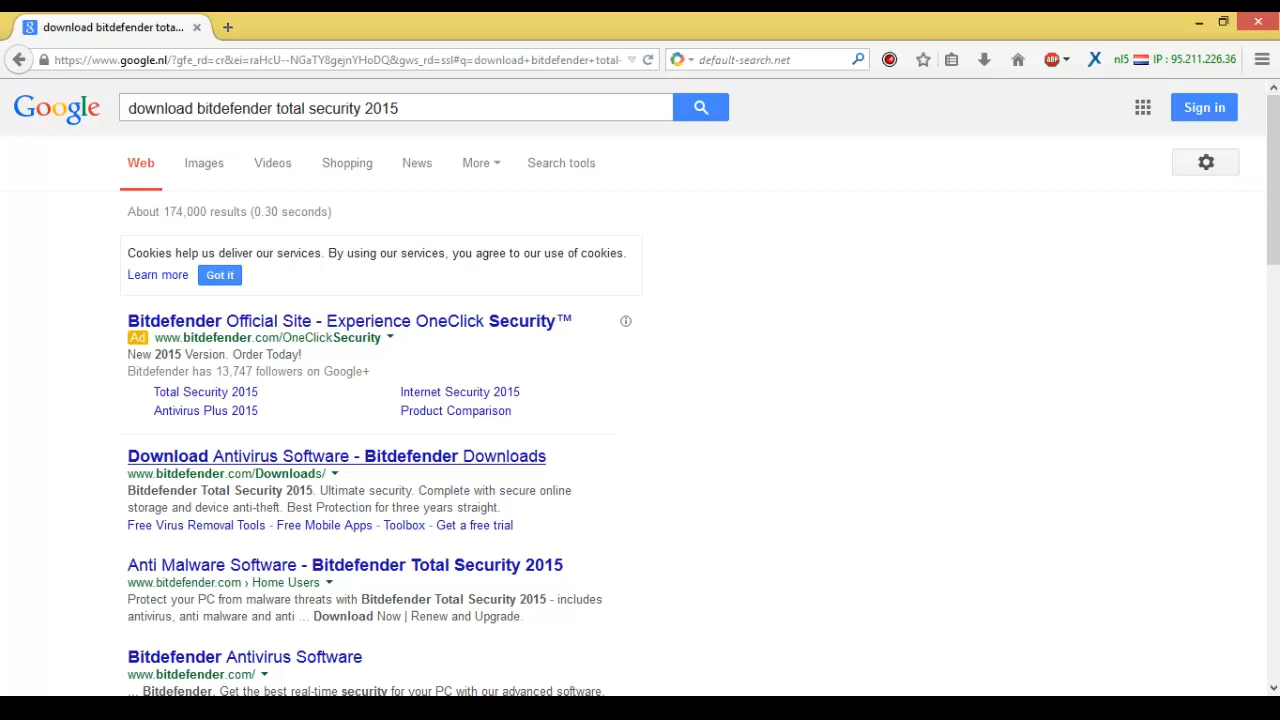 download bitdefender tota...
https://www.google.nl/?gfe_rd=cr&ei=raHcU--NGaTY8gejnYHoDQ&gws_rd=ssl#q=download+bitdefender+total-
default-search.net
ABP
nl5 IP : 95.211.226.36
Google
download bitdefender total security 2015
Sign in
Web Images Videos Shopping News More Search tools
About 174,000 results (0.30 seconds)
Cookies help us deliver our services. By using our services, you agree to our use of cookies.
Learn more Got it
Bitdefender Official Site - Experience OneClick Security™
Ad www.bitdefender.com/OneClickSecurity
New 2015 Version. Order Today!
Bitdefender has 13,747 followers on Google+
Total Security 2015 Internet Security 2015
Antivirus Plus 2015 Product Comparison
Download Antivirus Software - Bitdefender Downloads
www.bitdefender.com/Downloads/
Bitdefender Total Security 2015. Ultimate security. Complete with secure online
storage and device anti-theft. Best Protection for three years straight.
Free Virus Removal Tools - Free Mobile Apps - Toolbox - Get a free trial
Anti Malware Software - Bitdefender Total Security 2015
www.bitdefender.com › Home Users
Protect your PC from malware threats with Bitdefender Total Security 2015 - includes
antivirus, anti malware and anti ... Download Now | Renew and Upgrade.
Bitdefender Antivirus Software
www.bitdefender.com/
... Bitdefender. Get the best real-time security for your PC with our advanced software.